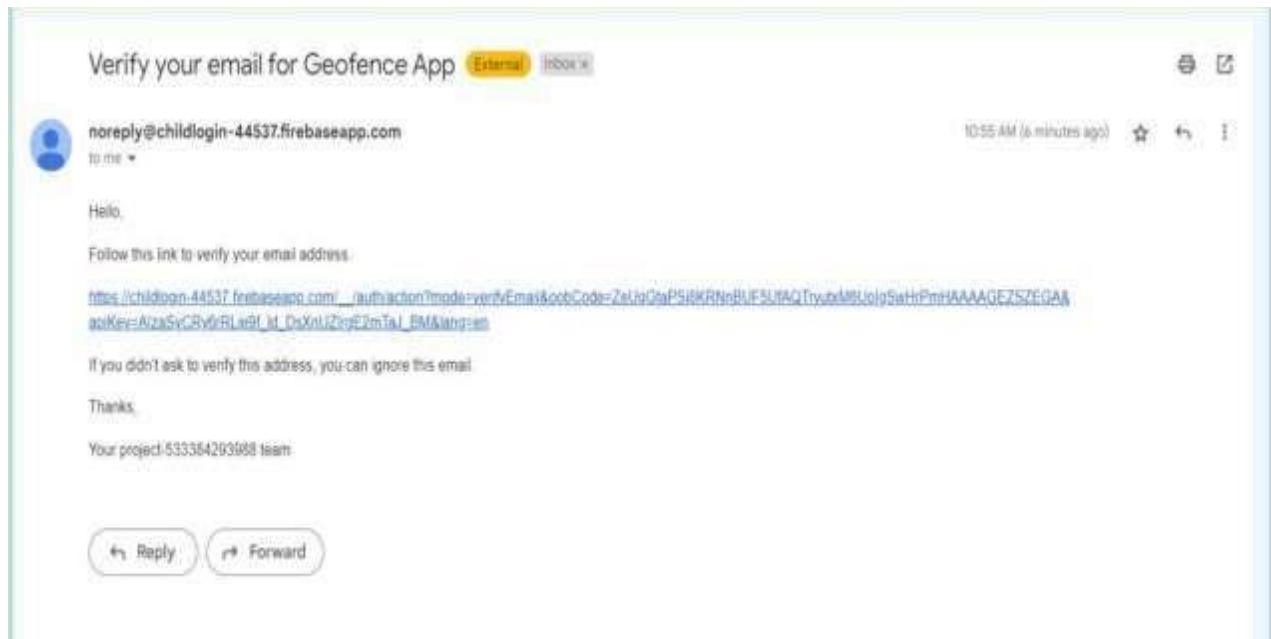 Verify your email for Geofence App External Inbox x
noreply@childlogin-44537.firebaseapp.com 10:55 AM (6 minutes ago)
to me
Hello,
Follow this link to verify your email address.
If you didn't ask to verify this address, you can ignore this email.
Thanks,
Your project-533384293988 team
Reply Forward